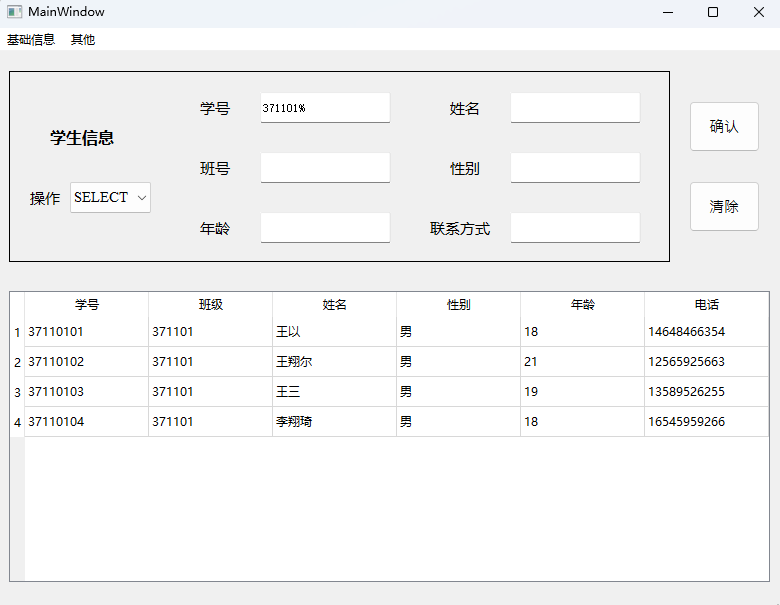 MainWindow
基础信息 其他
学号 371101% 姓名
确认
学生信息
班号 性别
操作 SELECT
清除
年龄 联系方式
学号 班级 姓名 性别 年龄 电话
1 37110101 371101 王以 男 18 14648466354
2 37110102 371101 王翔尔 男 21 12565925663
3 37110103 371101 王三 男 19 13589526255
4 37110104 371101 李翔琦 男 18 16545959266